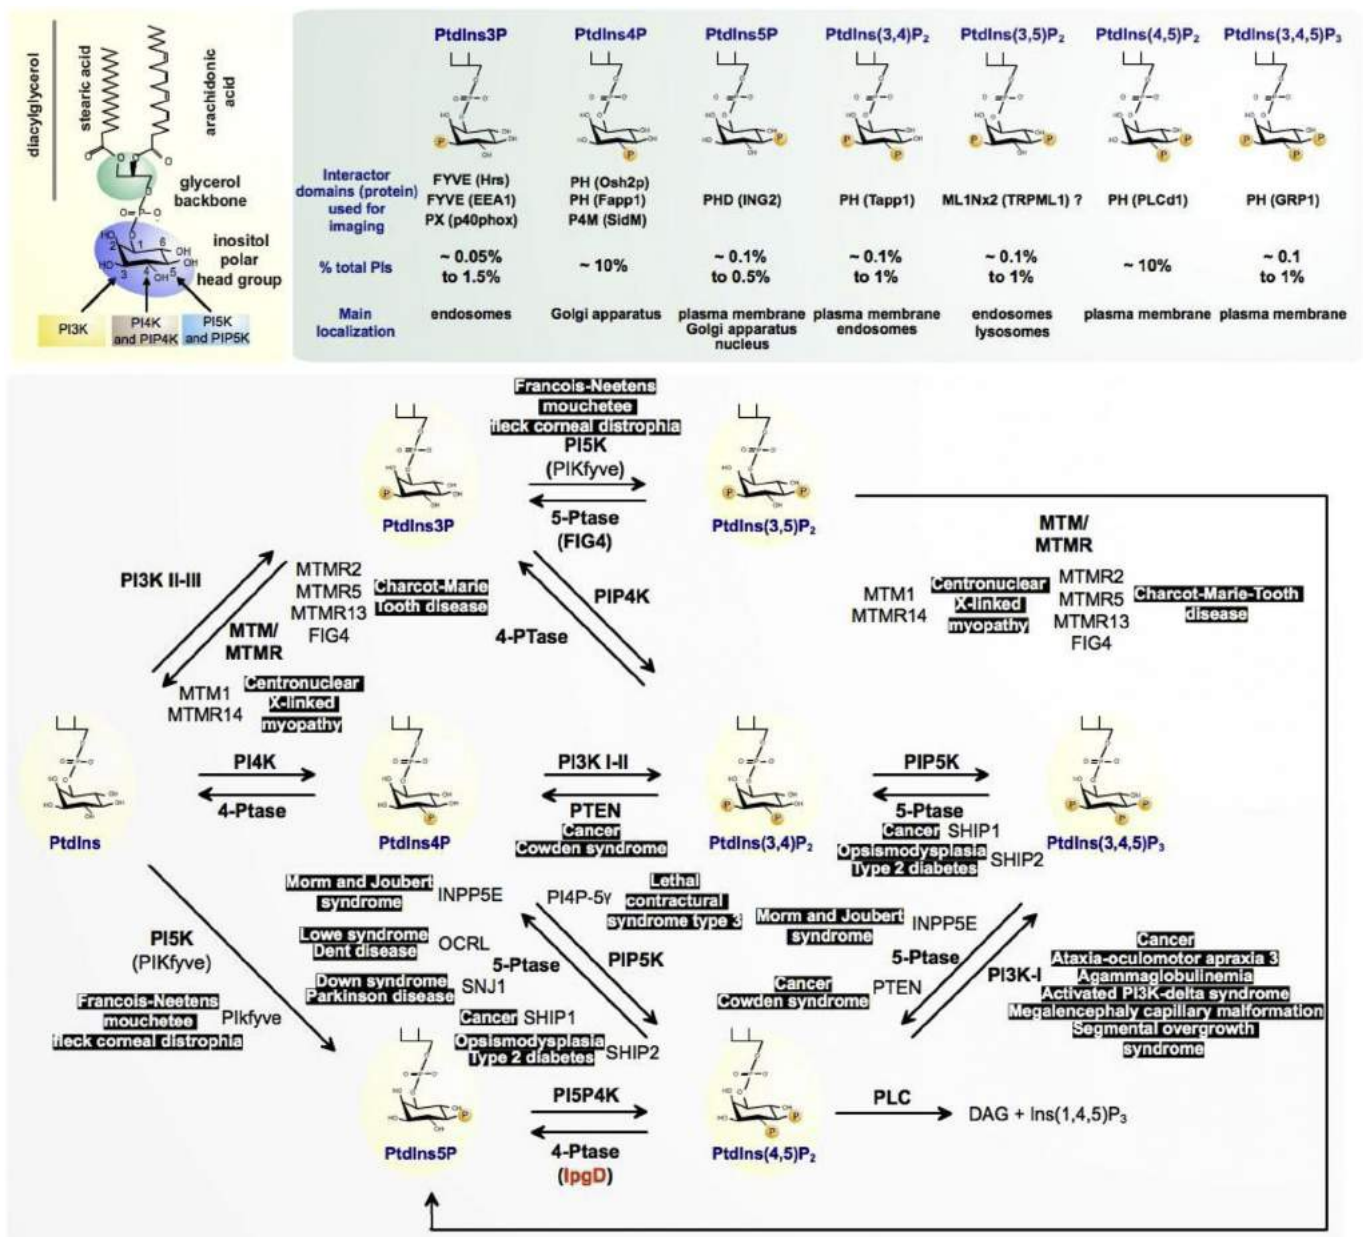 diacylglycerol
stearic acid
arachidonic
acid
glycerol
backbone
inositol
polar
head group
1
2
3
4
5
6
PI3K
PI4K
and PIP4K
PI5K
and PIP5K
PtdIns3P
PtdIns4P
PtdIns5P
PtdIns(3,4)P₂
PtdIns(3,5)P₂
PtdIns(4,5)P₂
PtdIns(3,4,5)P₃
Interactor
domains (protein)
used for
imaging
FYVE (Hrs)
FYVE (EEA1)
PX (p40phox)
PH (Osh2p)
PH (Fapp1)
P4M (SidM)
PHD (ING2)
PH (Tapp1)
ML1Nx2 (TRPML1) ?
PH (PLCd1)
PH (GRP1)
% total PIs
~ 0.05%
to 1.5%
~ 10%
~ 0.1%
to 0.5%
~ 0.1%
to 1%
~ 0.1%
to 1%
~ 10%
~ 0.1
to 1%
Main
localization
endosomes
Golgi apparatus
plasma membrane
Golgi apparatus
nucleus
plasma membrane
endosomes
endosomes
lysosomes
plasma membrane
plasma membrane
Francois-Neetens
mouchetee
fleck corneal distrophia
PI5K
(PIKfyve)
5-Ptase
(FIG4)
PtdIns3P
PtdIns(3,5)P₂
PI3K II-III
MTMR2
MTMR5
MTMR13
FIG4
Charcot-Marie
Tooth disease
MTM/
MTMR
MTM1
MTMR14
Centronuclear
X-linked
myopathy
PIP4K
4-PTase
MTM/
MTMR
MTM1
MTMR14
Centronuclear
X-linked
myopathy
MTMR2
MTMR5
MTMR13
FIG4
Charcot-Marie-Tooth
disease
PtdIns
PI4K
4-Ptase
PtdIns4P
PI3K I-II
PTEN
Cancer
Cowden syndrome
PtdIns(3,4)P₂
PIP5K
5-Ptase
Cancer SHIP1
Opsismodysplasia
Type 2 diabetes
SHIP2
PtdIns(3,4,5)P₃
PI5K
(PIKfyve)
Francois-Neetens
mouchetee
fleck corneal distrophia
PIkfyve
Morm and Joubert
syndrome
INPP5E
Lowe syndrome
Dent disease
OCRL
5-Ptase
Down syndrome
Parkinson disease
SNJ1
Cancer SHIP1
Opsismodysplasia
Type 2 diabetes
SHIP2
PI4P-5γ
Lethal
contractural
syndrome type 3
PIP5K
Morm and Joubert
syndrome
INPP5E
5-Ptase
Cancer
Cowden syndrome
PTEN
PI3K-I
Cancer
Ataxia-oculomotor apraxia 3
Agammaglobulinemia
Activated PI3K-delta syndrome
Megalencephaly capillary malformation
Segmental overgrowth
syndrome
PtdIns5P
PI5P4K
4-Ptase
(IpgD)
PtdIns(4,5)P₂
PLC
DAG + Ins(1,4,5)P₃